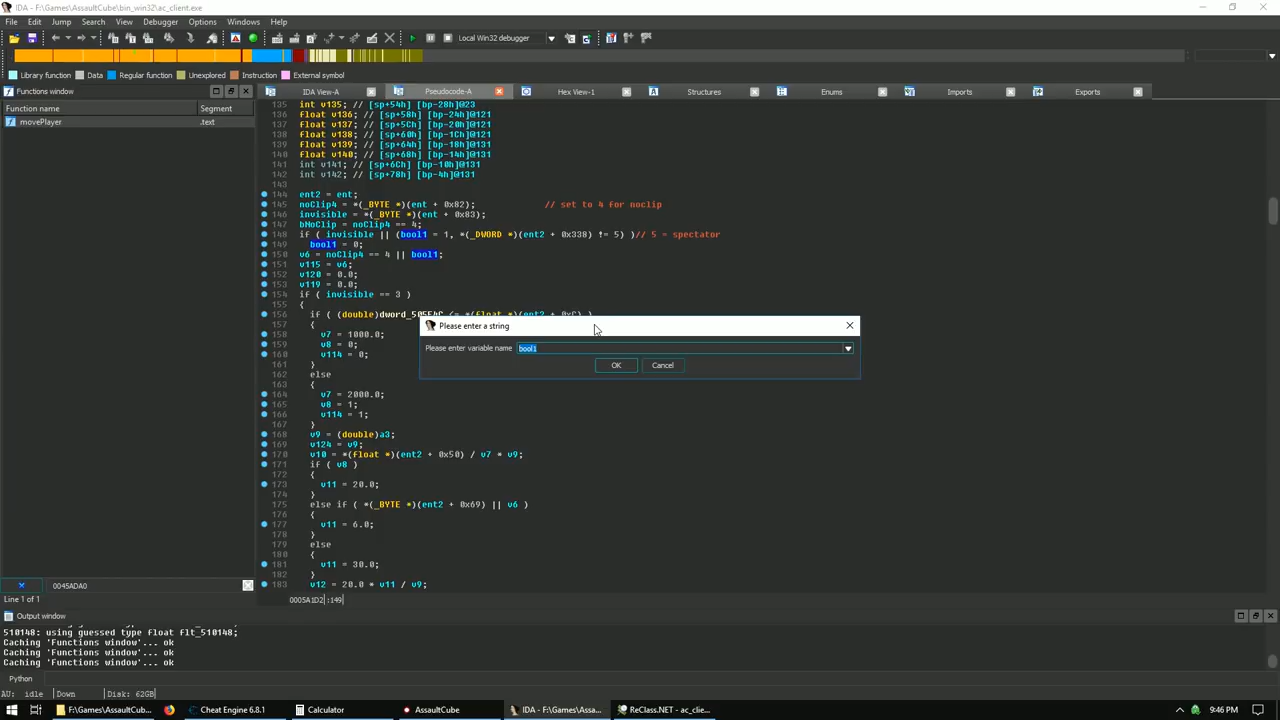 IDA - F:\Games\AssaultCube\bin_win32\ac_client.exe
File Edit Jump Search View Debugger Options Windows Help
Local Win32 debugger
Library function Data Regular function Unexplored Instruction External symbol
Functions window
IDA View-A Pseudocode-A Hex View-1 Structures Enums Imports Exports
Function name Segment
movePlayer .text
135 int v135; // [sp+54h] [bp-28h]@23
136 float v136; // [sp+58h] [bp-24h]@121
137 float v137; // [sp+5Ch] [bp-20h]@121
138 float v138; // [sp+60h] [bp-1Ch]@121
139 float v139; // [sp+64h] [bp-18h]@131
140 float v140; // [sp+68h] [bp-14h]@131
141 int v141; // [sp+6Ch] [bp-10h]@131
142 int v142; // [sp+78h] [bp-4h]@131
143
144 ent2 = ent;
145 noClip4 = *(_BYTE *)(ent + 0x82); // set to 4 for noclip
146 invisible = *(_BYTE *)(ent + 0x83);
147 bNoClip = noClip4 == 4;
148 if ( invisible || (bool1 = 1, *(_DWORD *)(ent2 + 0x338) != 5) )// 5 = spectator
149 bool1 = 0;
150 v6 = noClip4 == 4 || bool1;
151 v115 = v6;
152 v120 = 0.0;
153 v119 = 0.0;
154 if ( invisible == 3 )
155 {
156 if ( (double)dword_505E4C /= *(float *)(ent2 + 0xC) )
157 {
158 v7 = 1000.0;
159 v8 = 0;
160 v114 = 0;
161 }
162 else
163 {
164 v7 = 2000.0;
165 v8 = 1;
166 v114 = 1;
167 }
168 v9 = (double)a3;
169 v124 = v9;
170 v10 = *(float *)(ent2 + 0x50) / v7 * v9;
171 if ( v8 )
172 {
173 v11 = 20.0;
174 }
175 else if ( *(_BYTE *)(ent2 + 0x69) || v6 )
176 {
177 v11 = 6.0;
178 }
179 else
180 {
181 v11 = 30.0;
182 }
183 v12 = 20.0 * v11 / v9;
Please enter a string
Please enter variable name bool1
OK Cancel
0045ADA0
Line 1 of 1
0005A1D2 :149
Output window
510148: using guessed type float flt_510148;
Caching 'Functions window'... ok
Caching 'Functions window'... ok
Caching 'Functions window'... ok
Python
AU: idle Down Disk: 62GB
F:\Games\AssaultCub... Cheat Engine 6.8.1 Calculator AssaultCube IDA - F:\Games\Assa... ReClass.NET - ac_clie... 9:46 PM